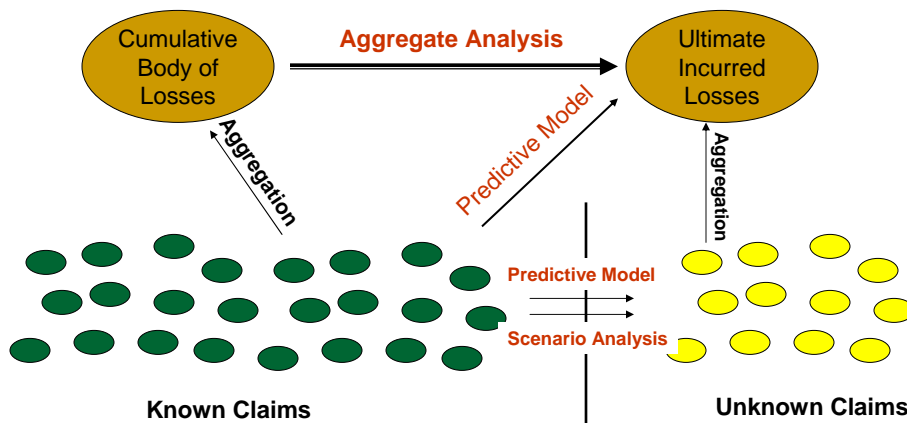 Cumulative
Body of
Losses
Aggregate Analysis
Ultimate
Incurred
Losses
Aggregation
Predictive Model
Aggregation
Predictive Model
Scenario Analysis
Known Claims
Unknown Claims